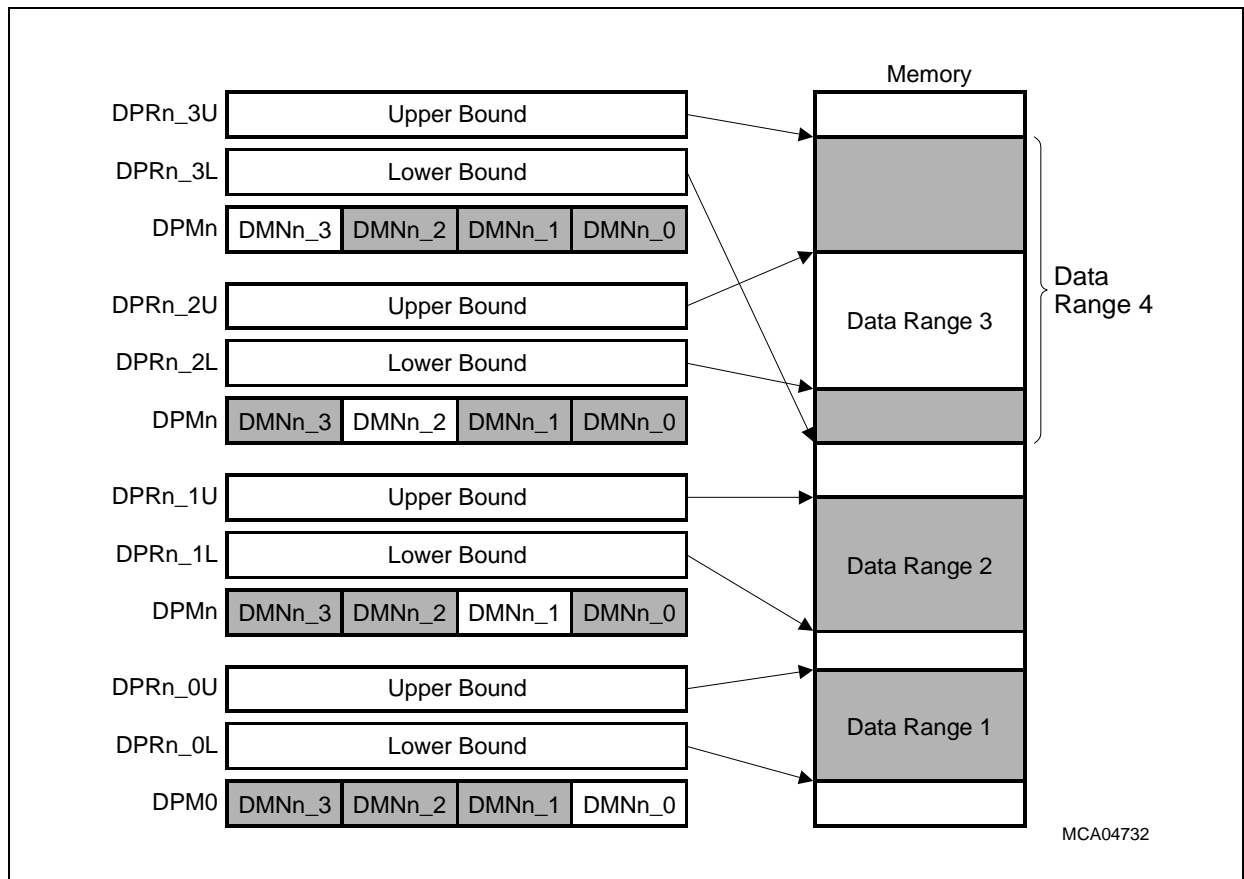 Memory
DPRn_3U Upper Bound
DPRn_3L Lower Bound
DPMn DMNn_3 DMNn_2 DMNn_1 DMNn_0
DPRn_2U Upper Bound
Data Range 3
Data
Range 4
DPRn_2L Lower Bound
DPMn DMNn_3 DMNn_2 DMNn_1 DMNn_0
DPRn_1U Upper Bound
DPRn_1L Lower Bound
Data Range 2
DPMn DMNn_3 DMNn_2 DMNn_1 DMNn_0
DPRn_0U Upper Bound
Data Range 1
DPRn_0L Lower Bound
DPM0 DMNn_3 DMNn_2 DMNn_1 DMNn_0
MCA04732